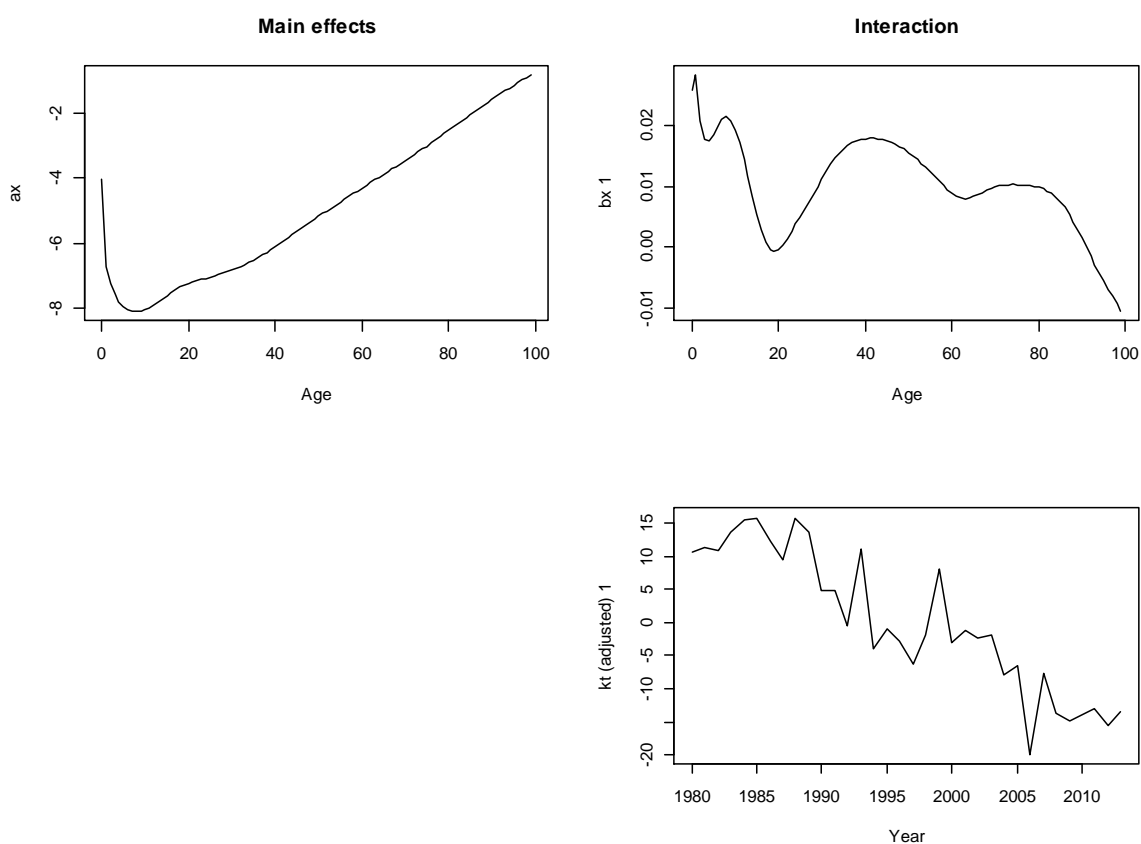 Main effects
ax
-2
-4
-6
-8
0 20 40 60 80 100
Age
Interaction
bx 1
0.02
0.01
0.00
-0.01
0 20 40 60 80 100
Age
kt (adjusted) 1
15
10
5
0
-5
-10
-20
1980 1985 1990 1995 2000 2005 2010
Year